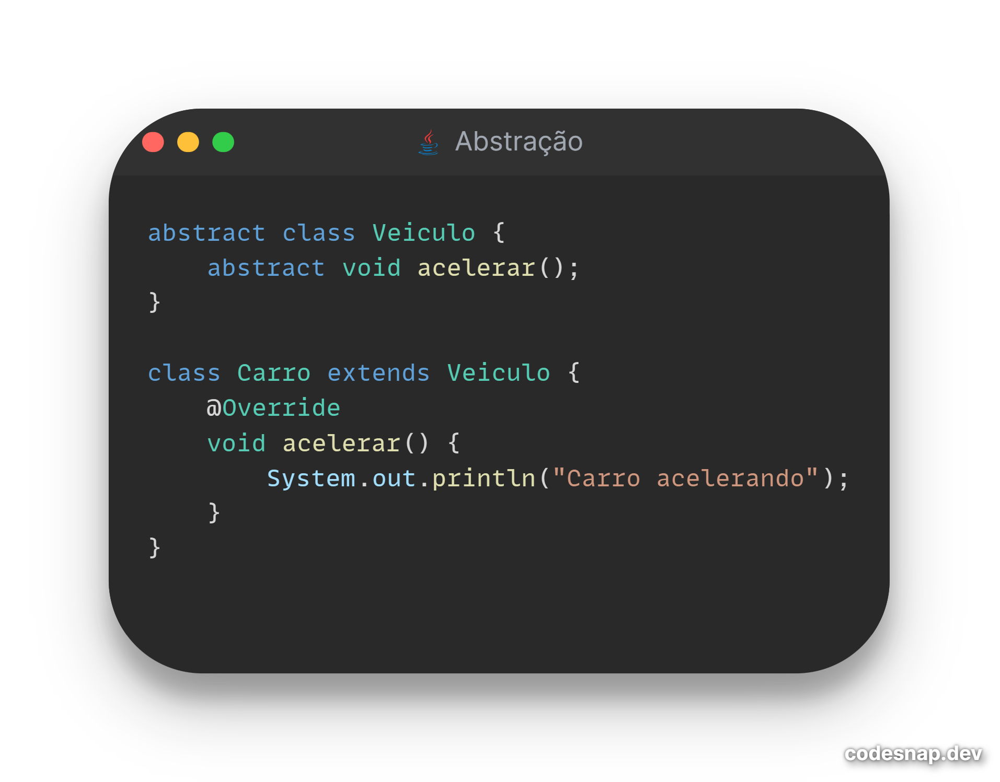 Abstração
abstract class Veiculo {
    abstract void acelerar();
}

class Carro extends Veiculo {
    @Override
    void acelerar() {
        System.out.println("Carro acelerando");
    }
}
codesnap.dev